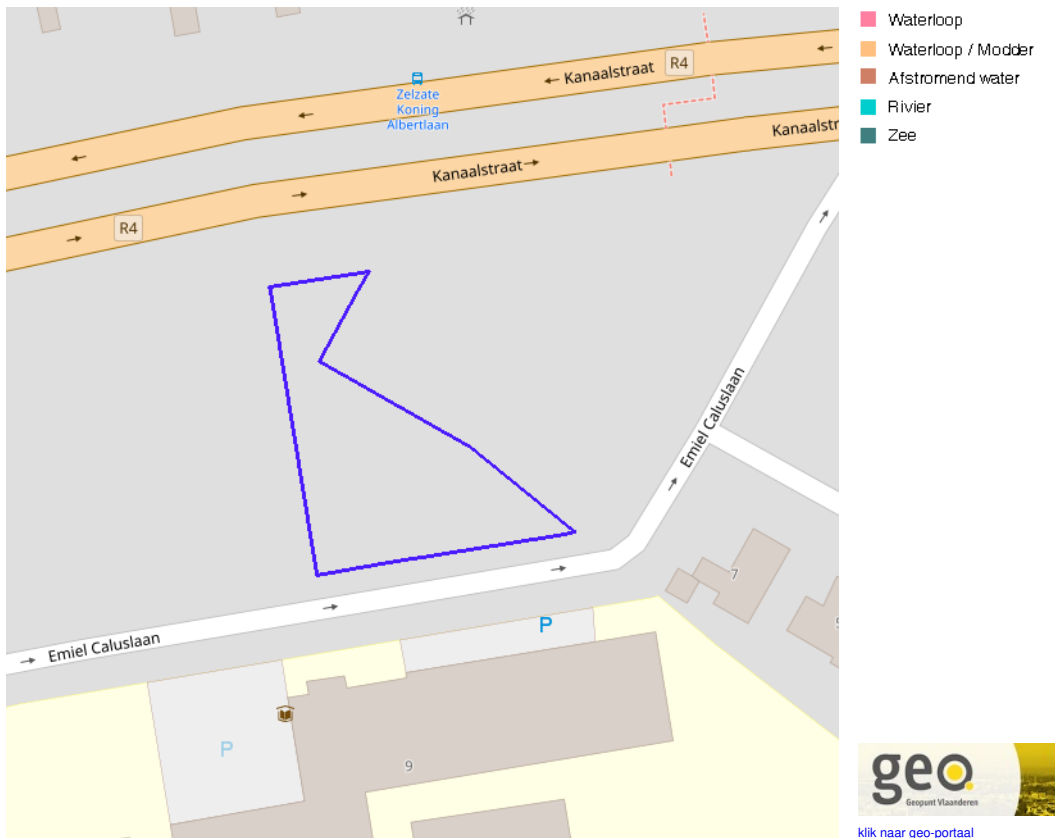 Waterloop
Waterloop / Modder
Afstromend water
Rivier
Zee
Kanaalstraat
R4
Zelzate
Koning
Albertlaan
Kanaalstr
Kanaalstraat
R4
Emiel Caluslaan
7
P
Emiel Caluslaan
P
9
geo.
Geopunt Vlaanderen
klik naar geo-portaal